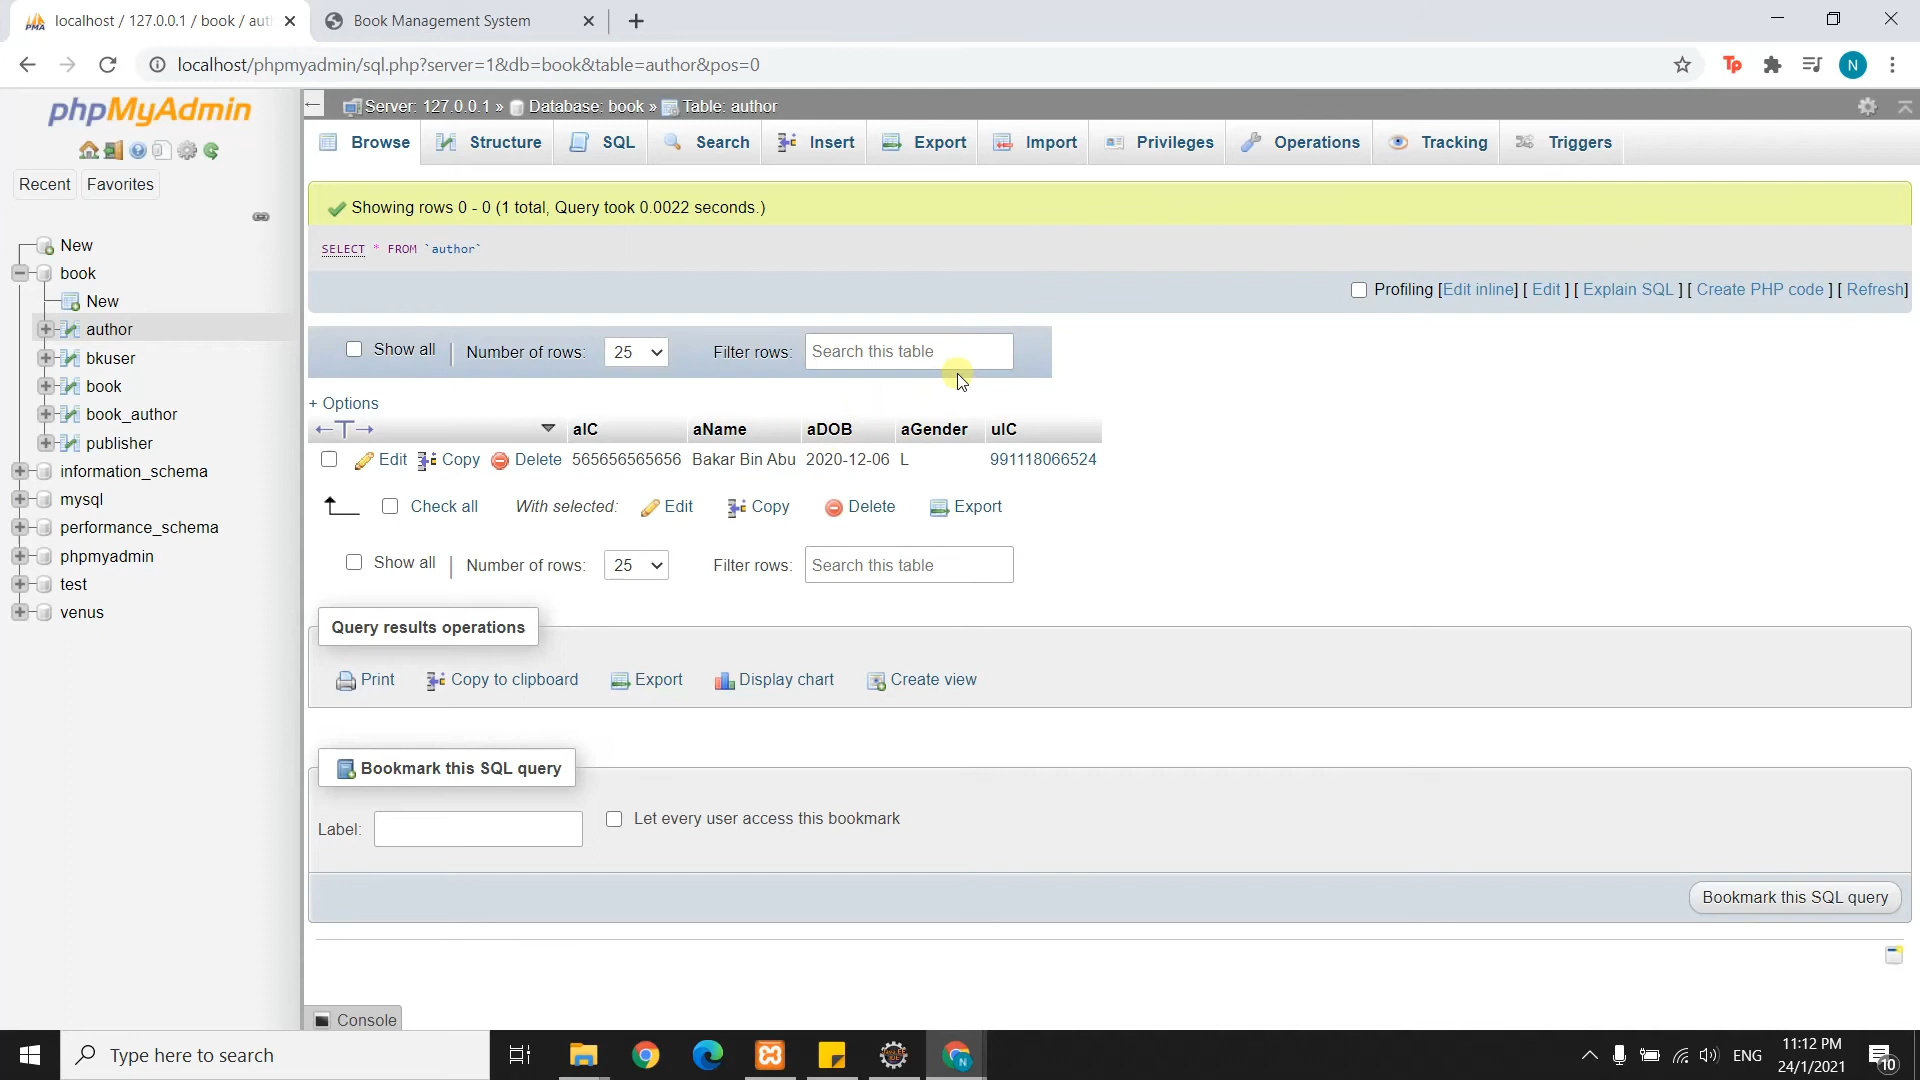 localhost / 127.0.0.1 / book / aut
Book Management System
localhost/phpmyadmin/sql.php?server=1&db=book&table=author&pos=0
Tp
N
phpMyAdmin
Recent
Favorites
New
book
New
author
bkuser
book
book_author
publisher
information_schema
mysql
performance_schema
phpmyadmin
test
venus
Server: 127.0.0.1 » Database: book » Table: author
Browse
Structure
SQL
Search
Insert
Export
Import
Privileges
Operations
Tracking
Triggers
Showing rows 0 - 0 (1 total, Query took 0.0022 seconds.)
SELECT * FROM `author`
Profiling [Edit inline] [ Edit ] [ Explain SQL ] [ Create PHP code ] [ Refresh]
Show all | Number of rows: 25 Filter rows: Search this table
+ Options
aIC aName aDOB aGender uIC
Edit Copy Delete 565656565656 Bakar Bin Abu 2020-12-06 L 991118066524
Check all With selected: Edit Copy Delete Export
Show all | Number of rows: 25 Filter rows: Search this table
Query results operations
Print Copy to clipboard Export Display chart Create view
Bookmark this SQL query
Label: Let every user access this bookmark
Bookmark this SQL query
Console
Type here to search
N
ENG
11:12 PM
24/1/2021
10